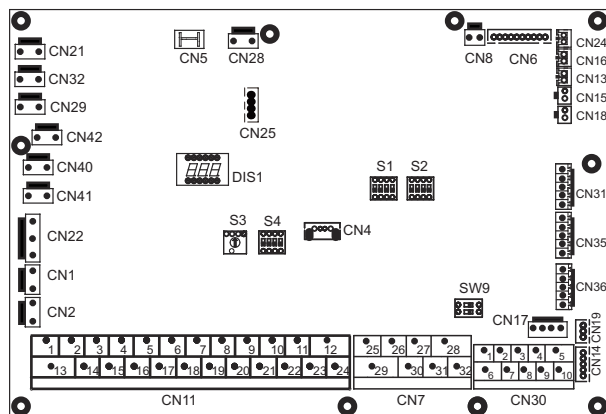 CN21
CN5
CN28
CN8
CN6
CN24
CN16
CN32
CN13
CN29
CN15
CN18
CN25
CN42
CN40
DIS1
S1
S2
CN41
CN31
CN22
S3
S4
CN4
CN35
CN1
CN36
CN2
SW9
CN17
CN19
1 2 3 4 5 6 7 8 9 10 11 12
25 26 27 28
1 2 3 4 5
CN14
13 14 15 16 17 18 19 20 21 22 23 24
29 30 31 32
6 7 8 9 10
CN11
CN7
CN30